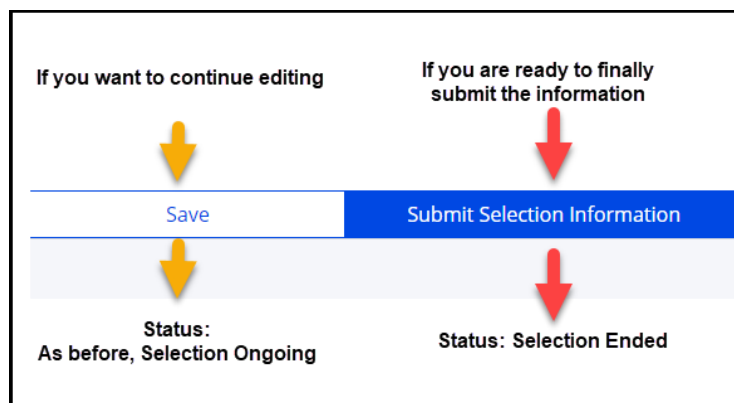 If you want to continue editing
If you are ready to finally
submit the information
Save
Submit Selection Information
Status:
As before, Selection Ongoing
Status: Selection Ended